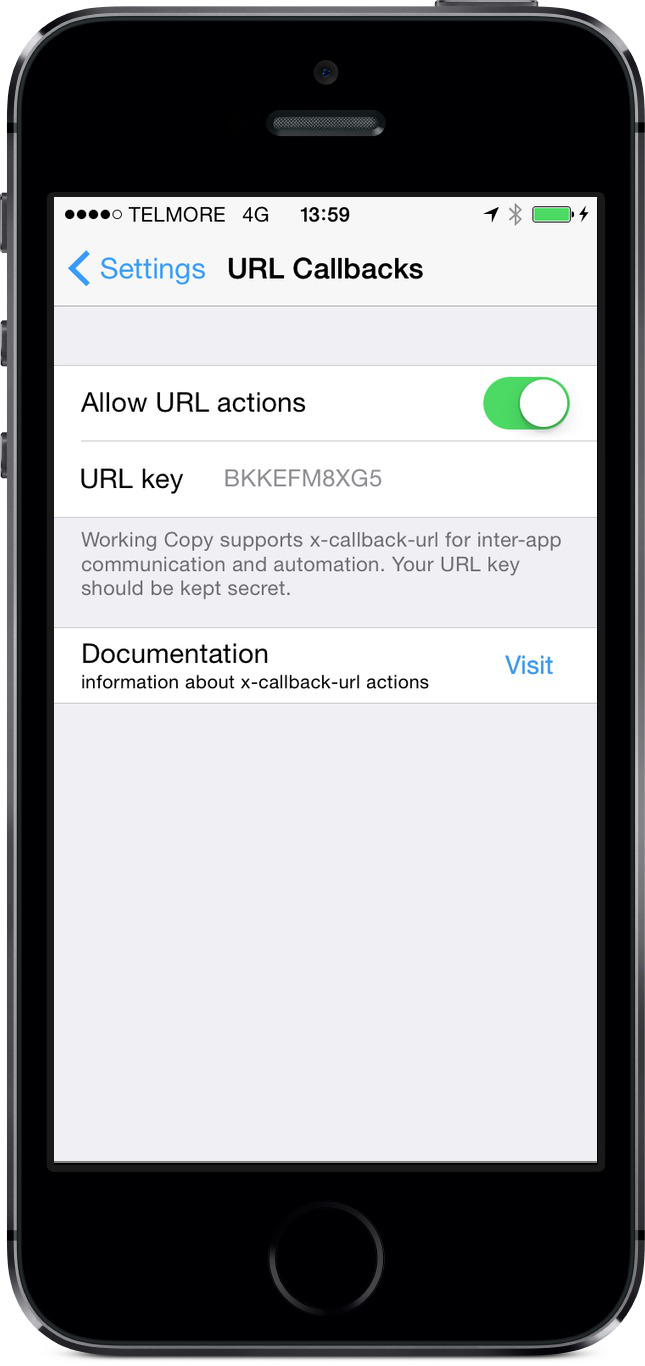 TELMORE 4G 13:59
Settings URL Callbacks
Allow URL actions
URL key BKKEFM8XG5
Working Copy supports x-callback-url for inter-app
communication and automation. Your URL key
should be kept secret.
Documentation
Visit
information about x-callback-url actions